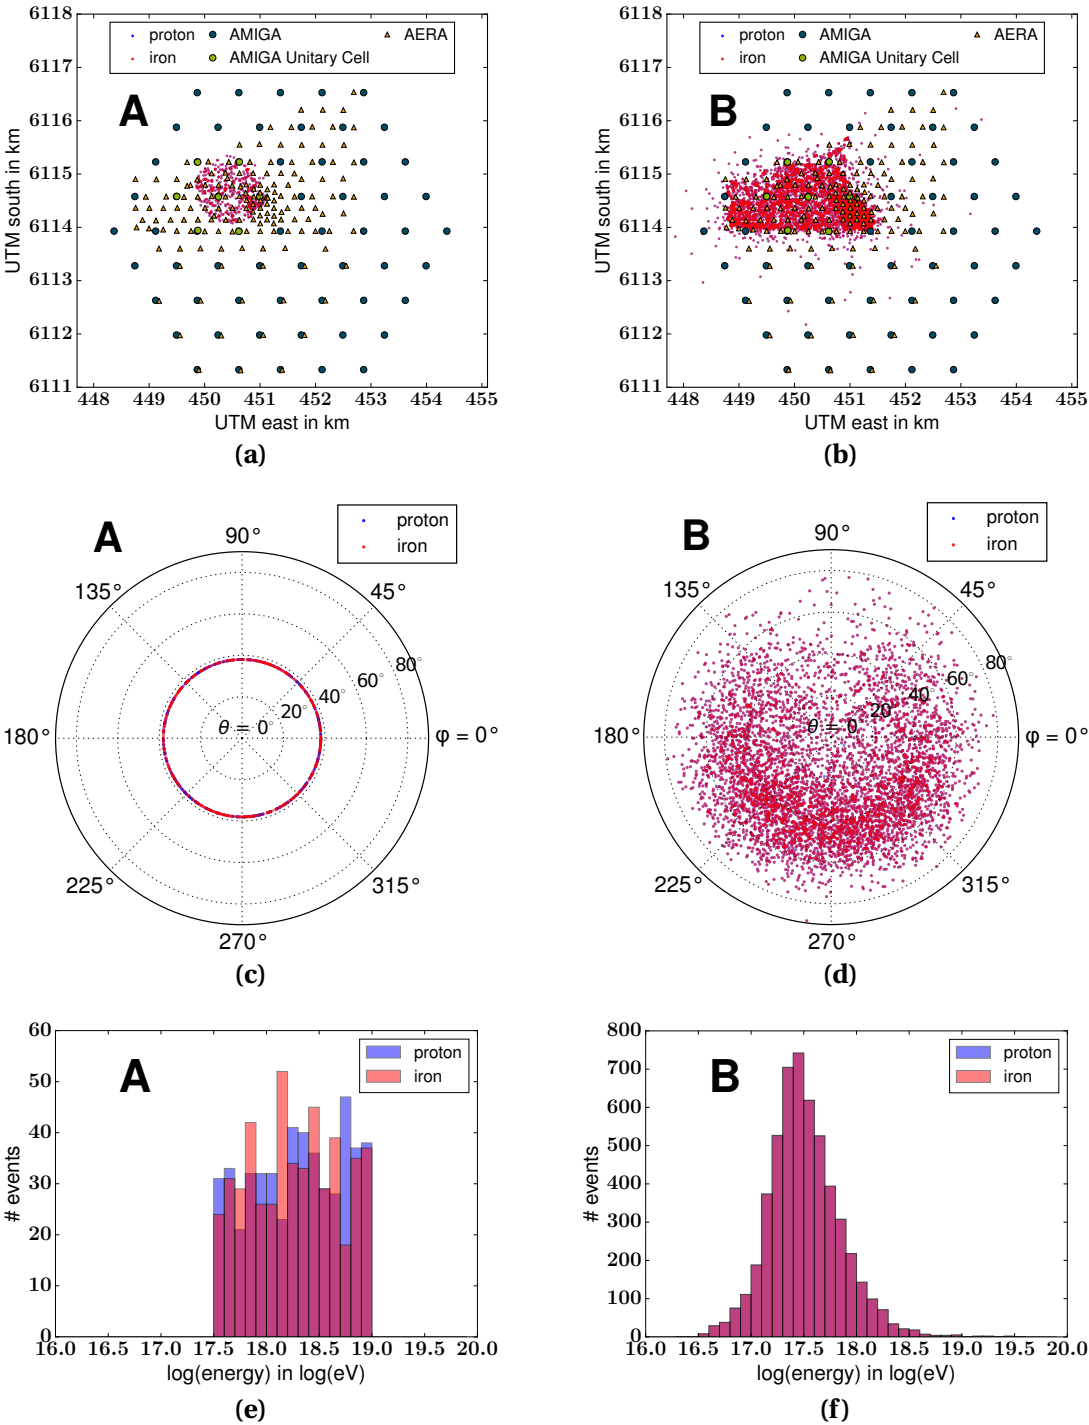 proton AMIGA AERA
iron AMIGA Unitary Cell
A
6118
6117
6116
6115
6114
6113
6112
6111
UTM south in km
448 449 450 451 452 453 454 455
UTM east in km
(a)
proton AMIGA AERA
iron AMIGA Unitary Cell
B
6118
6117
6116
6115
6114
6113
6112
6111
UTM south in km
448 449 450 451 452 453 454 455
UTM east in km
(b)
A
proton
iron
90°
135° 45°
80°
60°
40°
20°
θ = 0°
180° φ = 0°
225° 315°
270°
(c)
B
proton
iron
90°
135° 45°
80°
60°
40
20
θ = 0
180° φ = 0°
225° 315°
270°
(d)
A
proton
iron
60
50
40
30
20
10
0
# events
16.0 16.5 17.0 17.5 18.0 18.5 19.0 19.5 20.0
log(energy) in log(eV)
(e)
B
proton
iron
800
700
600
500
400
300
200
100
0
# events
16.0 16.5 17.0 17.5 18.0 18.5 19.0 19.5 20.0
log(energy) in log(eV)
(f)